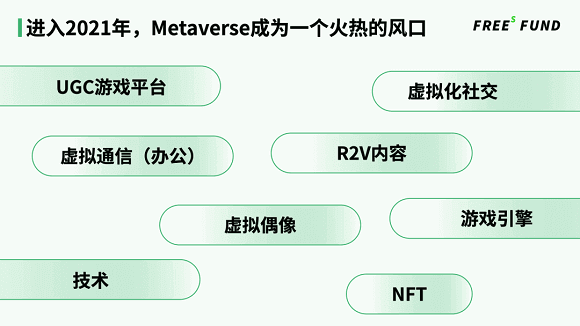 进入2021年，Metaverse成为一个火热的风口
FREES FUND
UGC游戏平台
虚拟化社交
虚拟通信（办公）
R2V内容
虚拟偶像
游戏引擎
技术
NFT